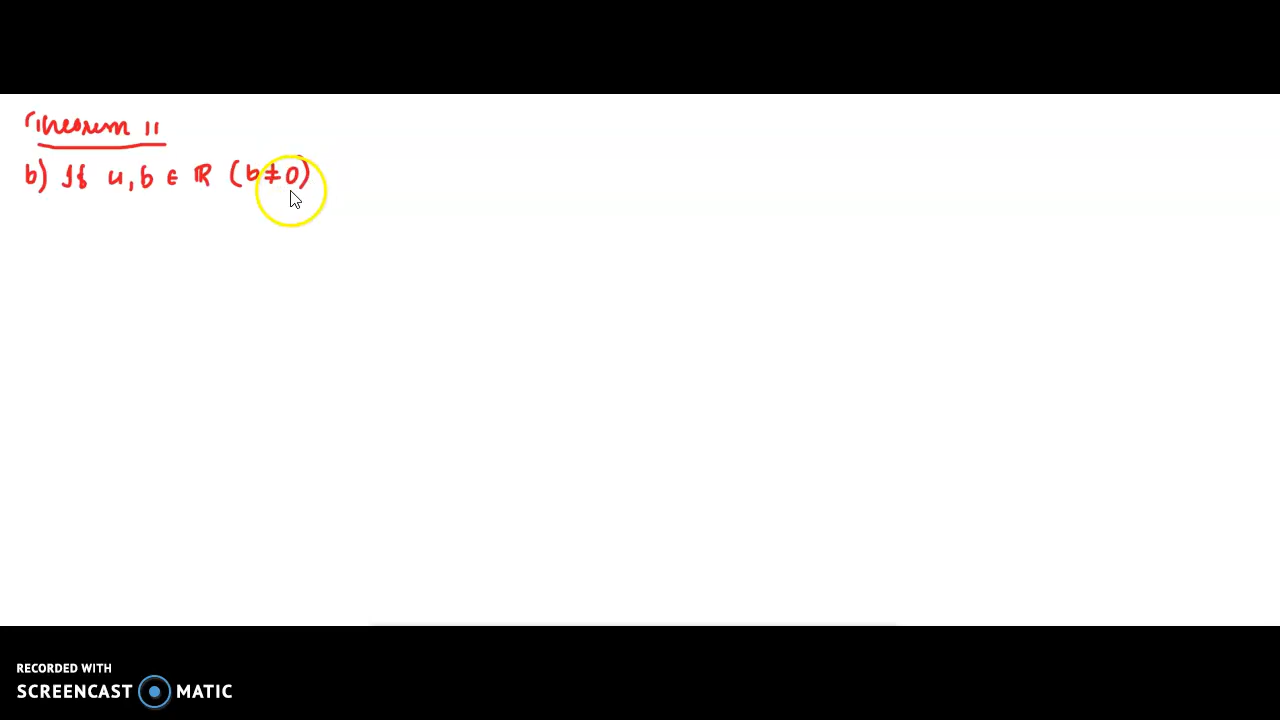 Theorem 11
b) If u, b ∈ ℝ (b ≠ 0)
RECORDED WITH
SCREENCAST MATIC